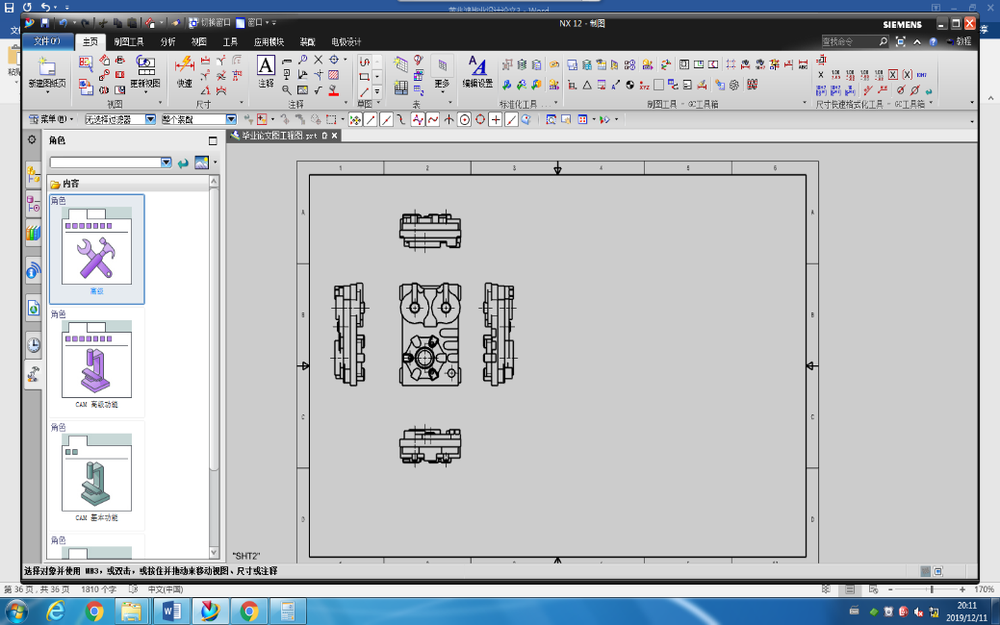 NX 12 - 制图
SIEMENS
切换窗口 窗口
文件(F) 主页 制图工具 分析 视图 工具 应用模块 装配 电极设计
查找命令
教程
新建图纸页
更新视图
快速
注释
编辑设置
更多
视图
尺寸
注释
草图
表
标准化工具...
制图工具 - GC工具箱
尺寸快速格式化工具 - GC工具箱
菜单(M)
无选择过滤器
整个装配
角色
毕业论文图工程图.prt
内容
角色
高级
角色
CAM 高级功能
角色
CAM 基本功能
角色
1 2 3 4 5 6
A A
B B
C C
D D
"SHT2"
选择对象并使用 MB3，或双击，或按住并拖动来移动视图、尺寸或注释
第 36 页，共 36 页 1810 个字 中文(中国)
170%
20:11
2019/12/11